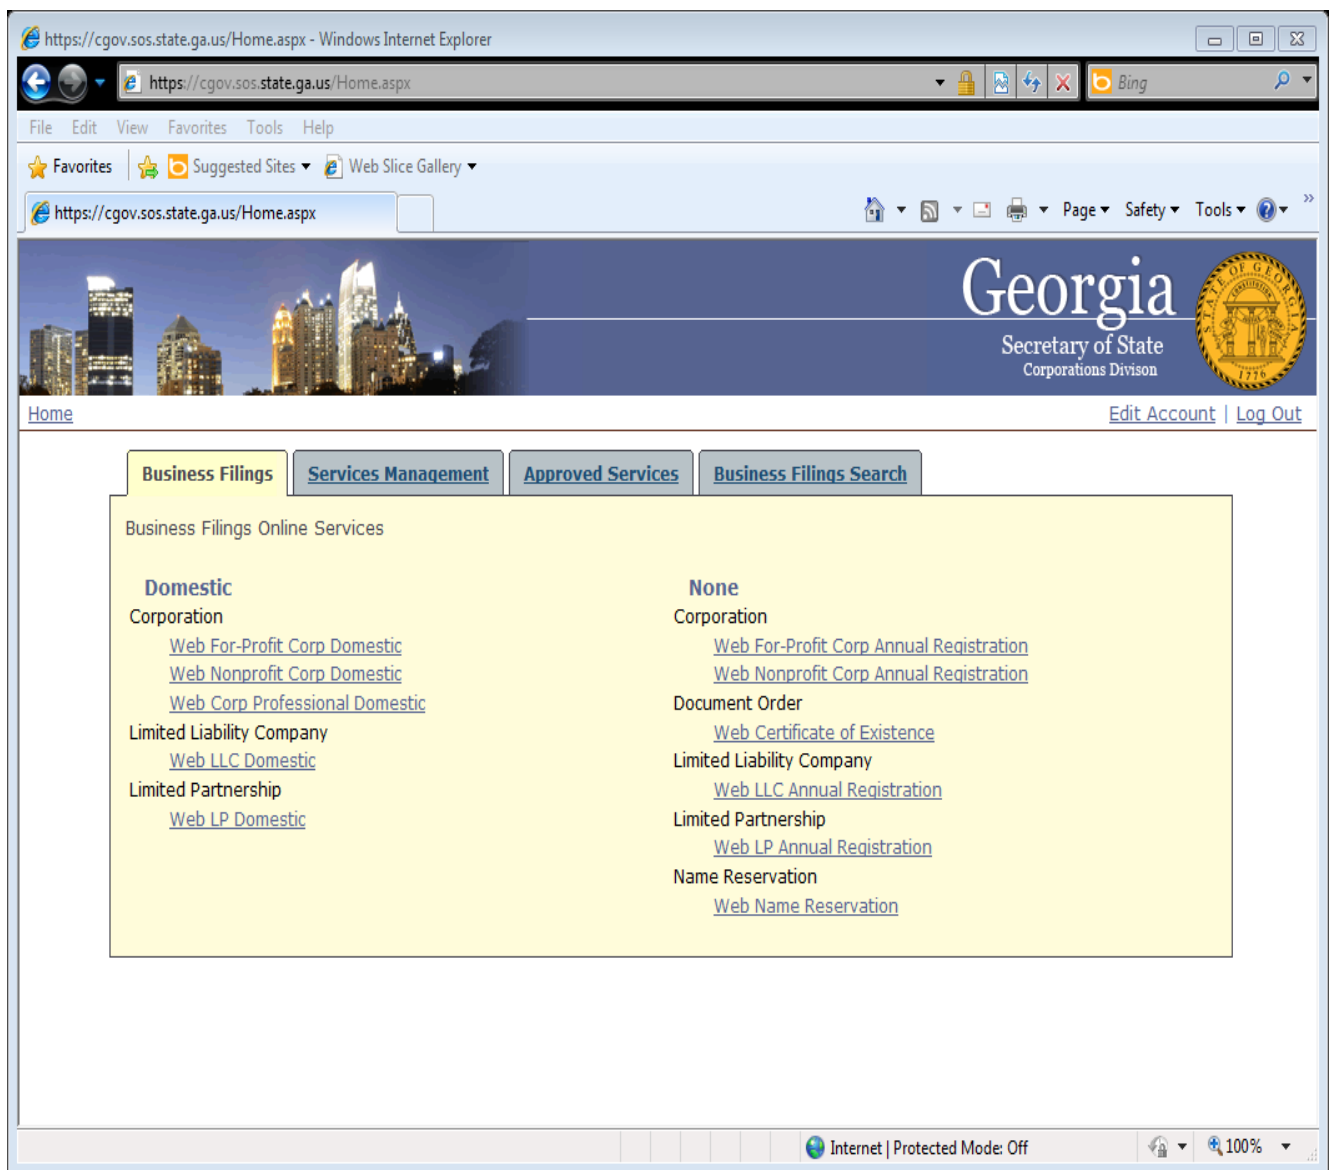 https://cgov.sos.state.ga.us/Home.aspx - Windows Internet Explorer
https://cgov.sos.state.ga.us/Home.aspx
Bing
File Edit View Favorites Tools Help
Favorites Suggested Sites Web Slice Gallery
https://cgov.sos.state.ga.us/Home.aspx
Page Safety Tools
Georgia
Secretary of State
Corporations Divison
STATE OF GEORGIA
Constitution
1776
Home
Edit Account | Log Out
Business Filings Services Management Approved Services Business Filings Search
Business Filings Online Services
Domestic
Corporation
Web For-Profit Corp Domestic
Web Nonprofit Corp Domestic
Web Corp Professional Domestic
Limited Liability Company
Web LLC Domestic
Limited Partnership
Web LP Domestic
None
Corporation
Web For-Profit Corp Annual Registration
Web Nonprofit Corp Annual Registration
Document Order
Web Certificate of Existence
Limited Liability Company
Web LLC Annual Registration
Limited Partnership
Web LP Annual Registration
Name Reservation
Web Name Reservation
Internet | Protected Mode: Off
100%